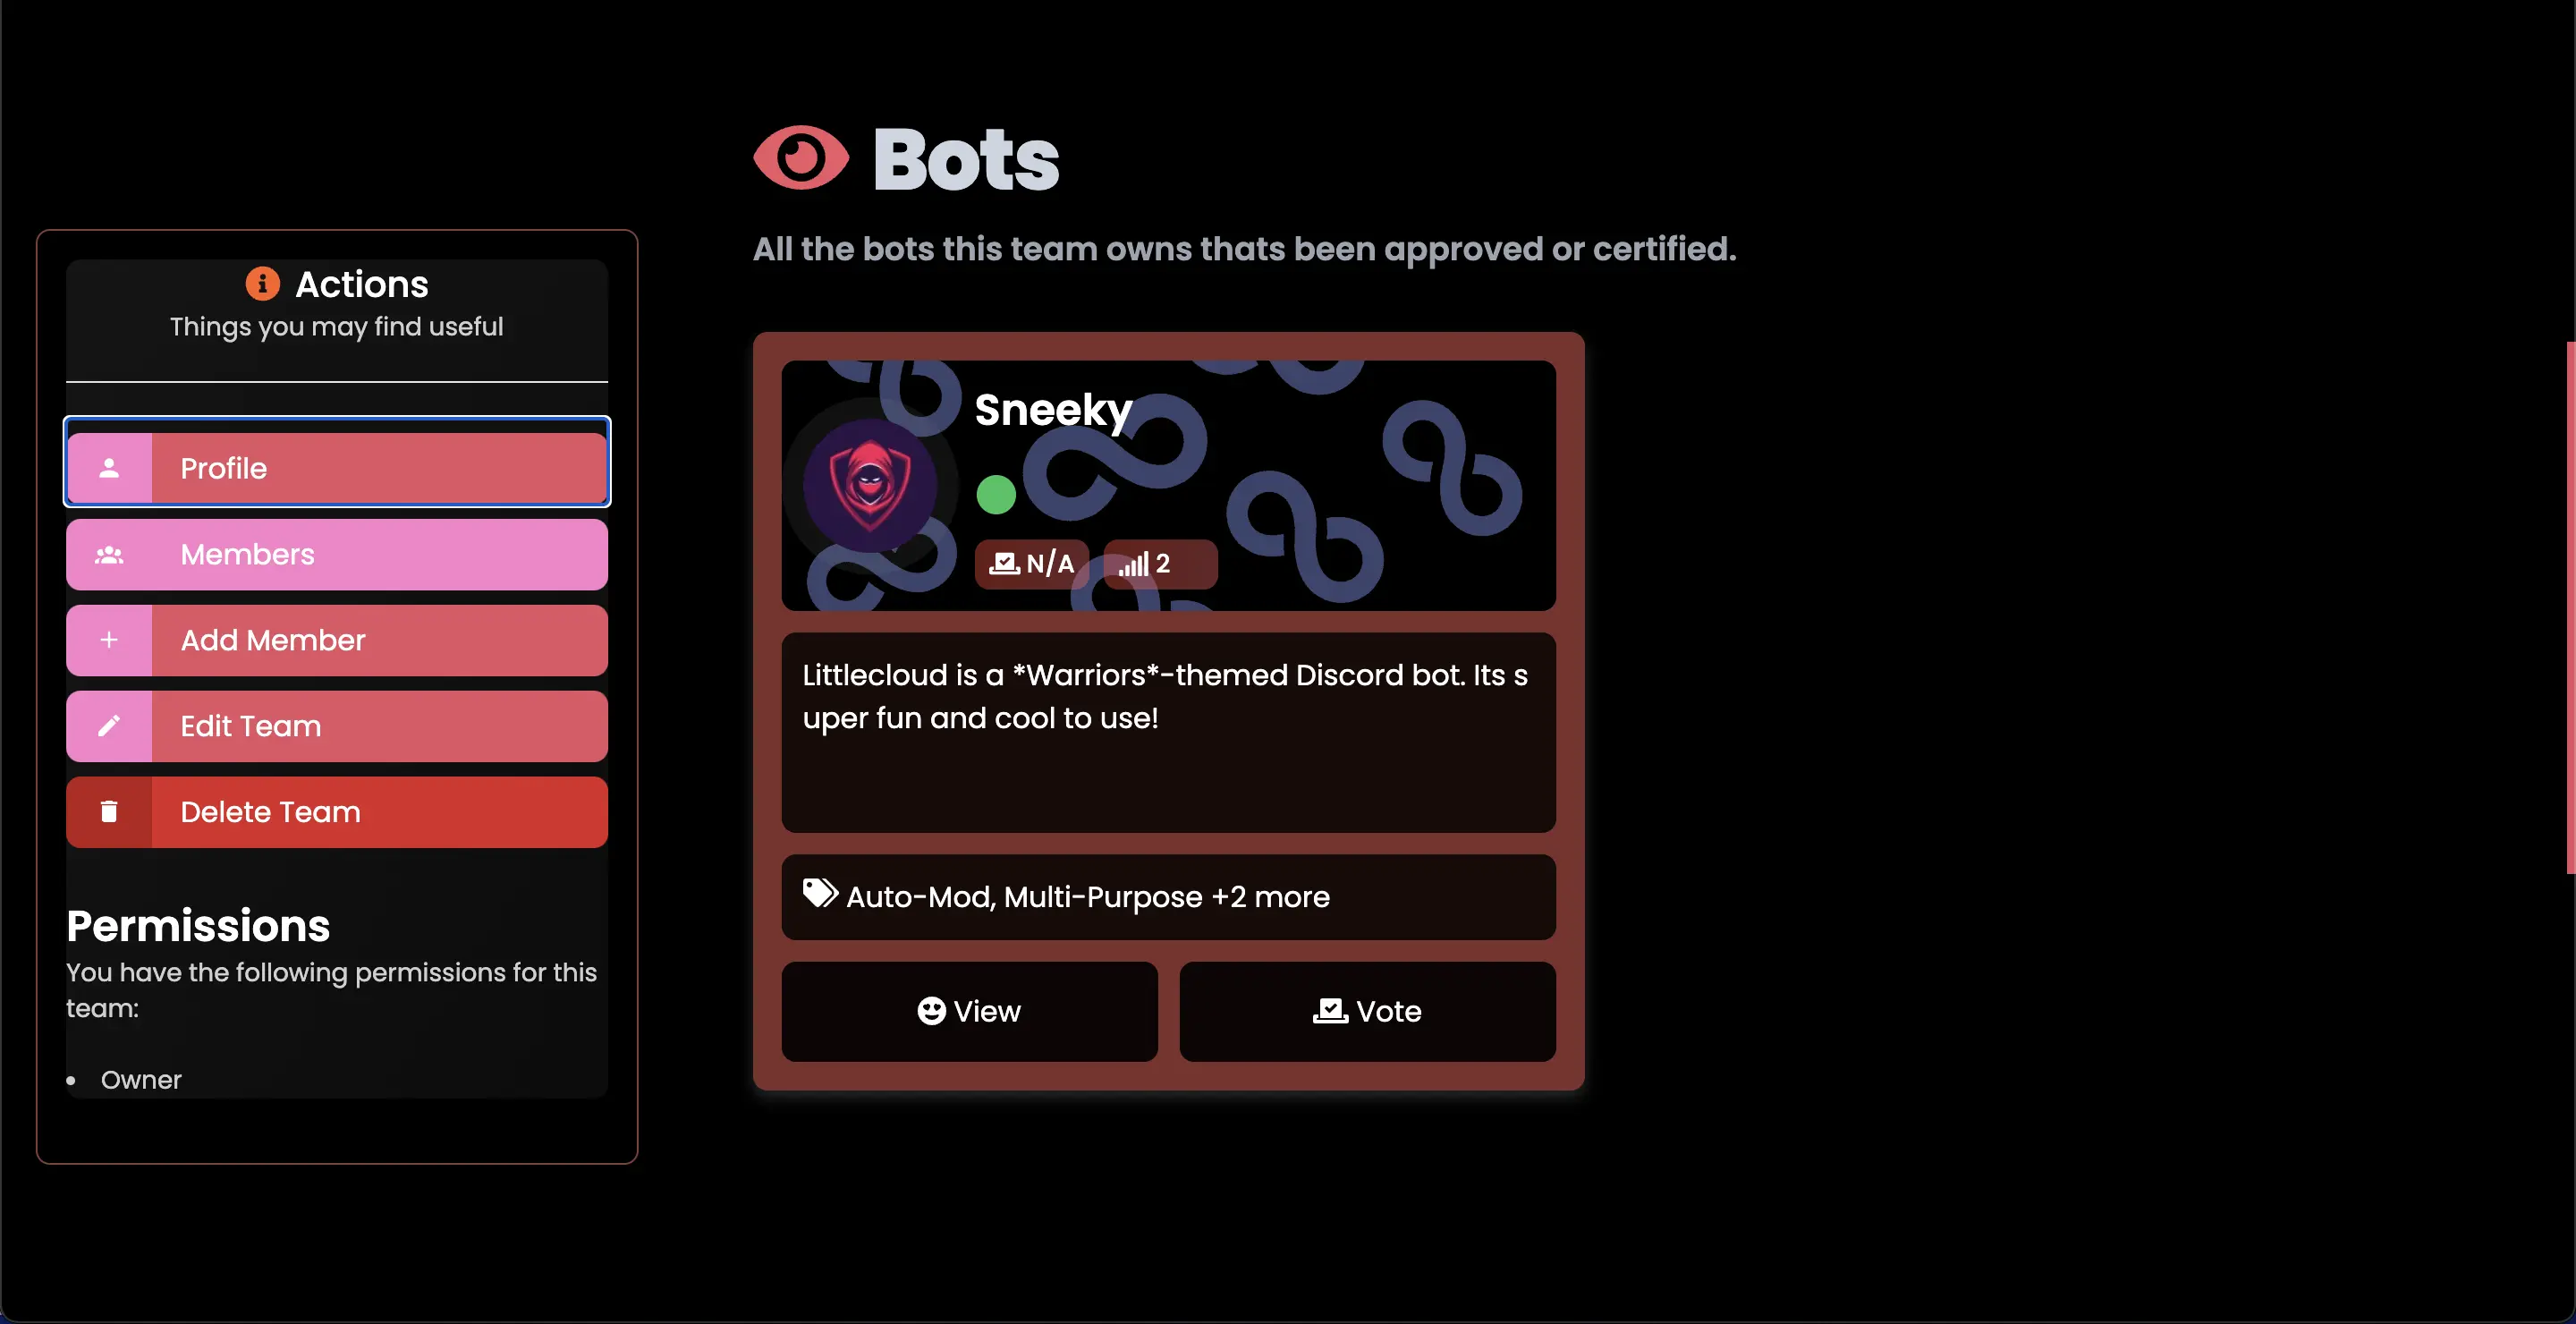 Actions
Things you may find useful
Profile
Members
Add Member
Edit Team
Delete Team
Permissions
You have the following permissions for this
team:
Owner
Bots
All the bots this team owns thats been approved or certified.
Sneeky
N/A 2
Littlecloud is a *Warriors*-themed Discord bot. Its s
uper fun and cool to use!
Auto-Mod, Multi-Purpose +2 more
View Vote